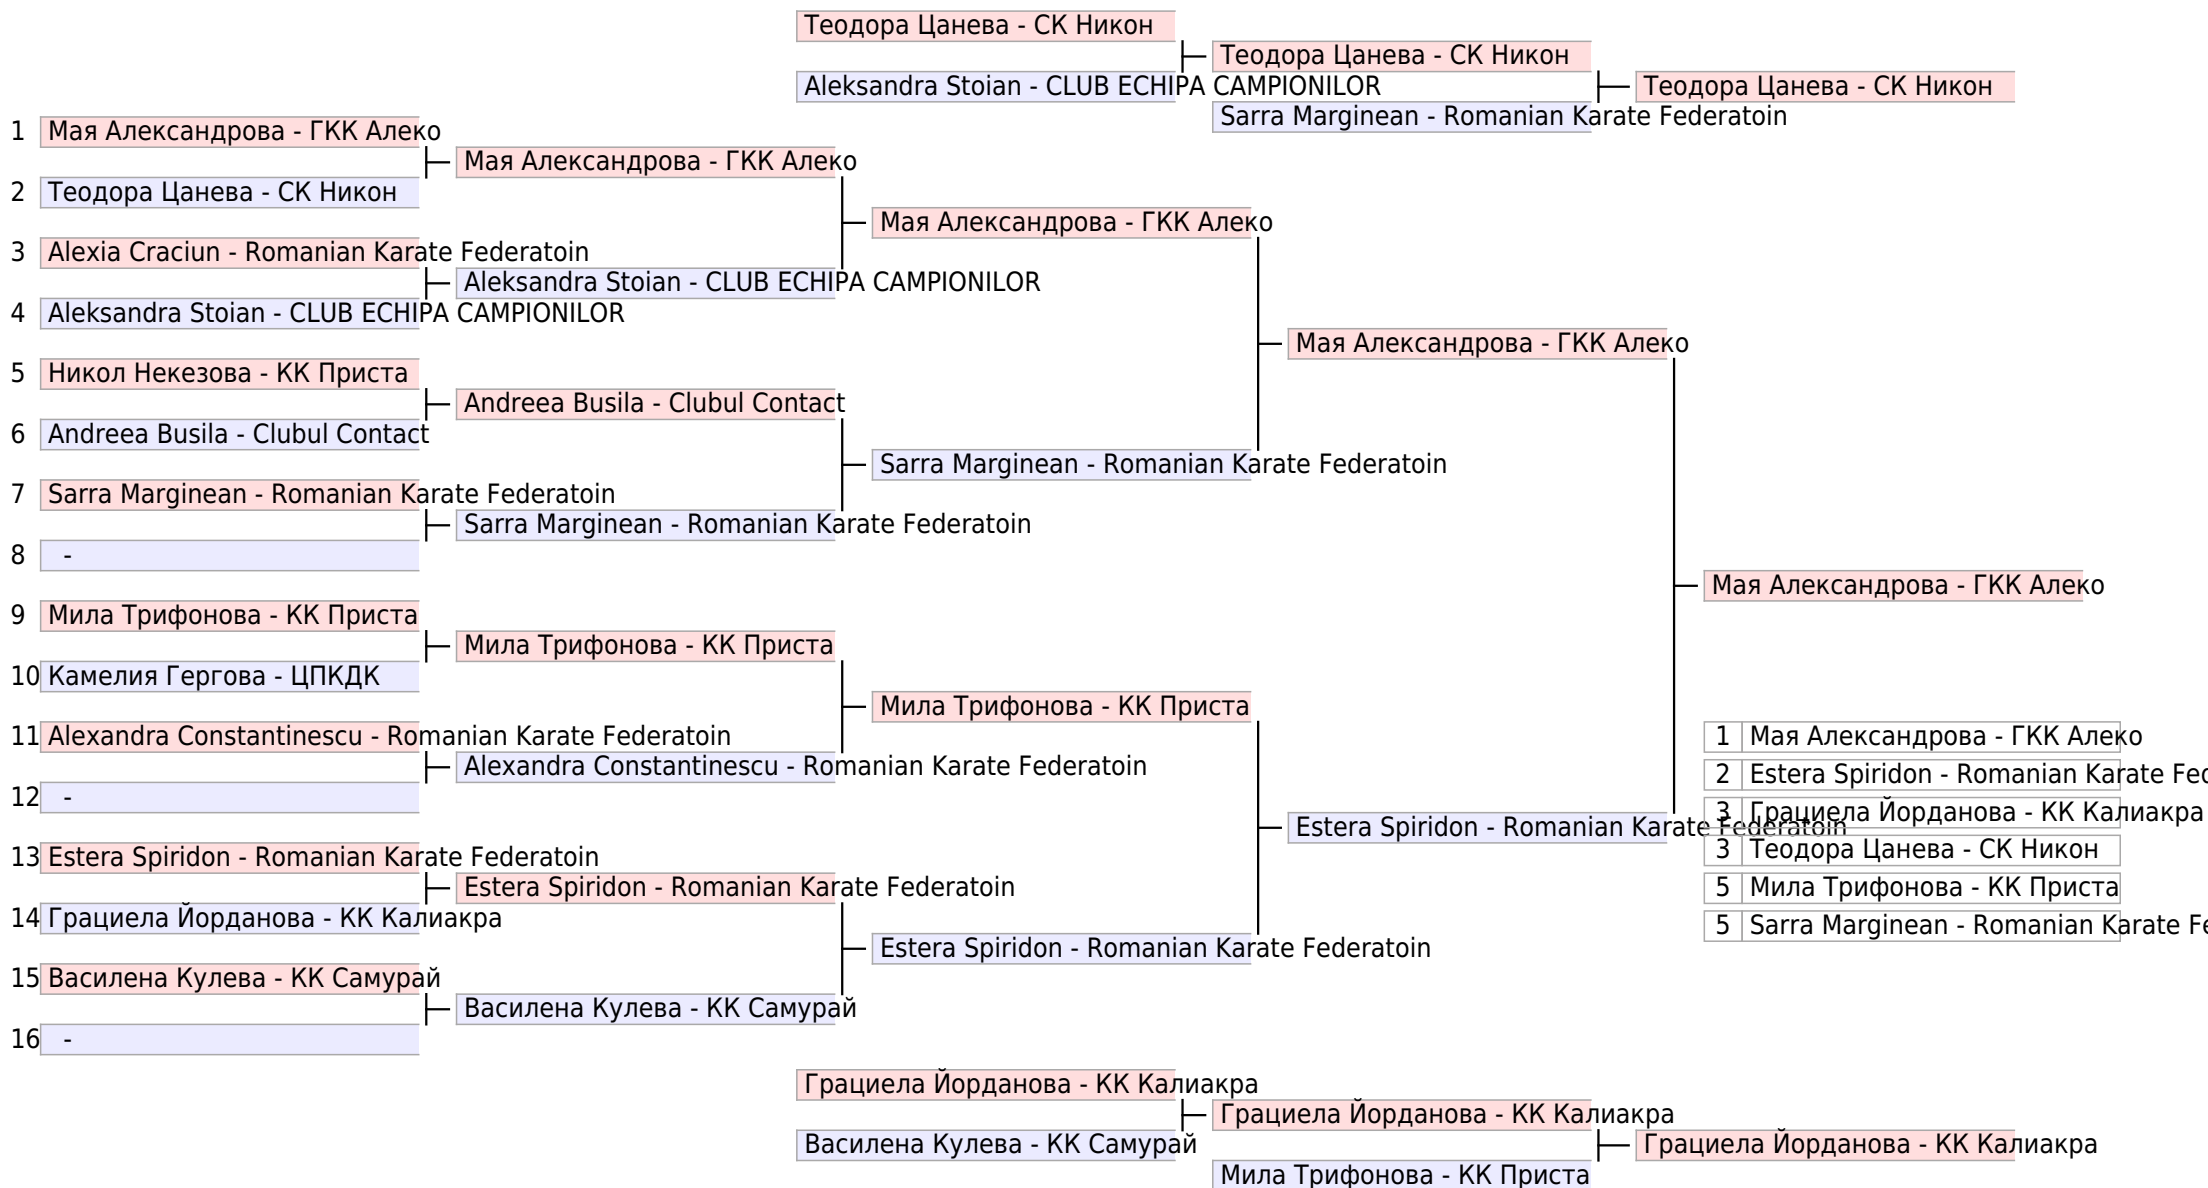 Теодора Цанева - СК Никон
Теодора Цанева - СК Никон
Aleksandra Stoian - CLUB ECHIPA CAMPIONILOR
Теодора Цанева - СК Никон
Sarra Marginean - Romanian Karate Federatoin
1 Мая Александрова - ГКК Алеко
Мая Александрова - ГКК Алеко
2 Теодора Цанева - СК Никон
Мая Александрова - ГКК Алеко
3 Alexia Craciun - Romanian Karate Federatoin
Aleksandra Stoian - CLUB ECHIPA CAMPIONILOR
4 Aleksandra Stoian - CLUB ECHIPA CAMPIONILOR
Мая Александрова - ГКК Алеко
5 Никол Некезова - КК Приста
Andreea Busila - Clubul Contact
6 Andreea Busila - Clubul Contact
Sarra Marginean - Romanian Karate Federatoin
7 Sarra Marginean - Romanian Karate Federatoin
Sarra Marginean - Romanian Karate Federatoin
8 -
Мая Александрова - ГКК Алеко
9 Мила Трифонова - КК Приста
Мила Трифонова - КК Приста
10 Камелия Гергова - ЦПКДК
Мила Трифонова - КК Приста
11 Alexandra Constantinescu - Romanian Karate Federatoin
Alexandra Constantinescu - Romanian Karate Federatoin
12 -
Estera Spiridon - Romanian Karate Federatoin
13 Estera Spiridon - Romanian Karate Federatoin
Estera Spiridon - Romanian Karate Federatoin
14 Грациела Йорданова - КК Калиакра
Estera Spiridon - Romanian Karate Federatoin
15 Василена Кулева - КК Самурай
Василена Кулева - КК Самурай
16 -
1 Мая Александрова - ГКК Алеко
2 Estera Spiridon - Romanian Karate Fed
3 Грациела Йорданова - КК Калиакра
3 Теодора Цанева - СК Никон
5 Мила Трифонова - КК Приста
5 Sarra Marginean - Romanian Karate Fe
Грациела Йорданова - КК Калиакра
Грациела Йорданова - КК Калиакра
Василена Кулева - КК Самурай
Грациела Йорданова - КК Калиакра
Мила Трифонова - КК Приста